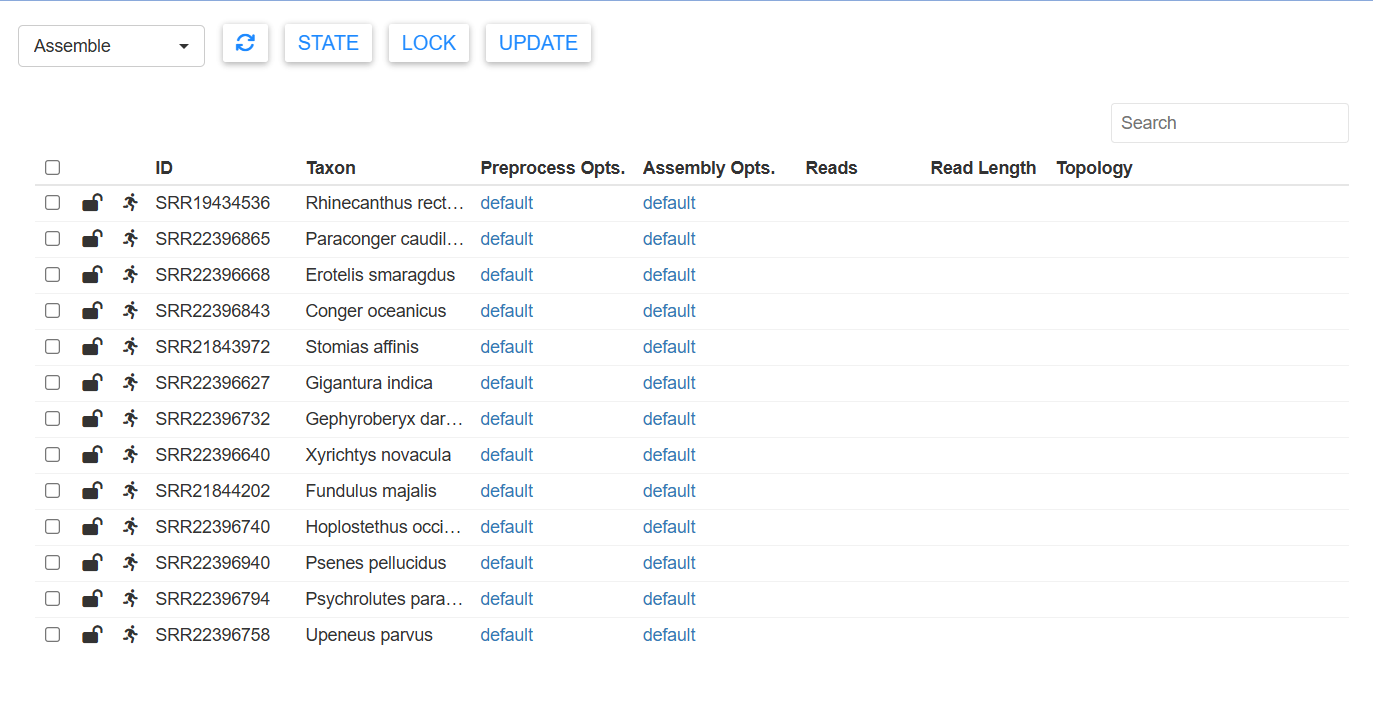 Assemble STATE LOCK UPDATE
Search
ID Taxon Preprocess Opts. Assembly Opts. Reads Read Length Topology
SRR19434536 Rhinecanthus rect… default default
SRR22396865 Paraconger caudil… default default
SRR22396668 Erotelis smaragdus default default
SRR22396843 Conger oceanicus default default
SRR21843972 Stomias affinis default default
SRR22396627 Gigantura indica default default
SRR22396732 Gephyroberyx dar… default default
SRR22396640 Xyrichtys novacula default default
SRR21844202 Fundulus majalis default default
SRR22396740 Hoplostethus occi… default default
SRR22396940 Psenes pellucidus default default
SRR22396794 Psychrolutes para… default default
SRR22396758 Upeneus parvus default default